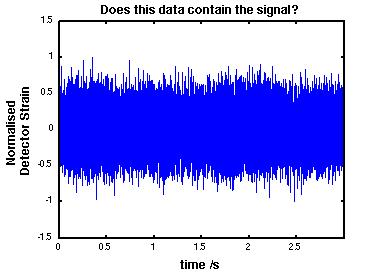 Does this data contain the signal?
1.5
1
0.5
0
-0.5
-1
-1.5
Normalised
Detector Strain
0 0.5 1 1.5 2 2.5
time /s